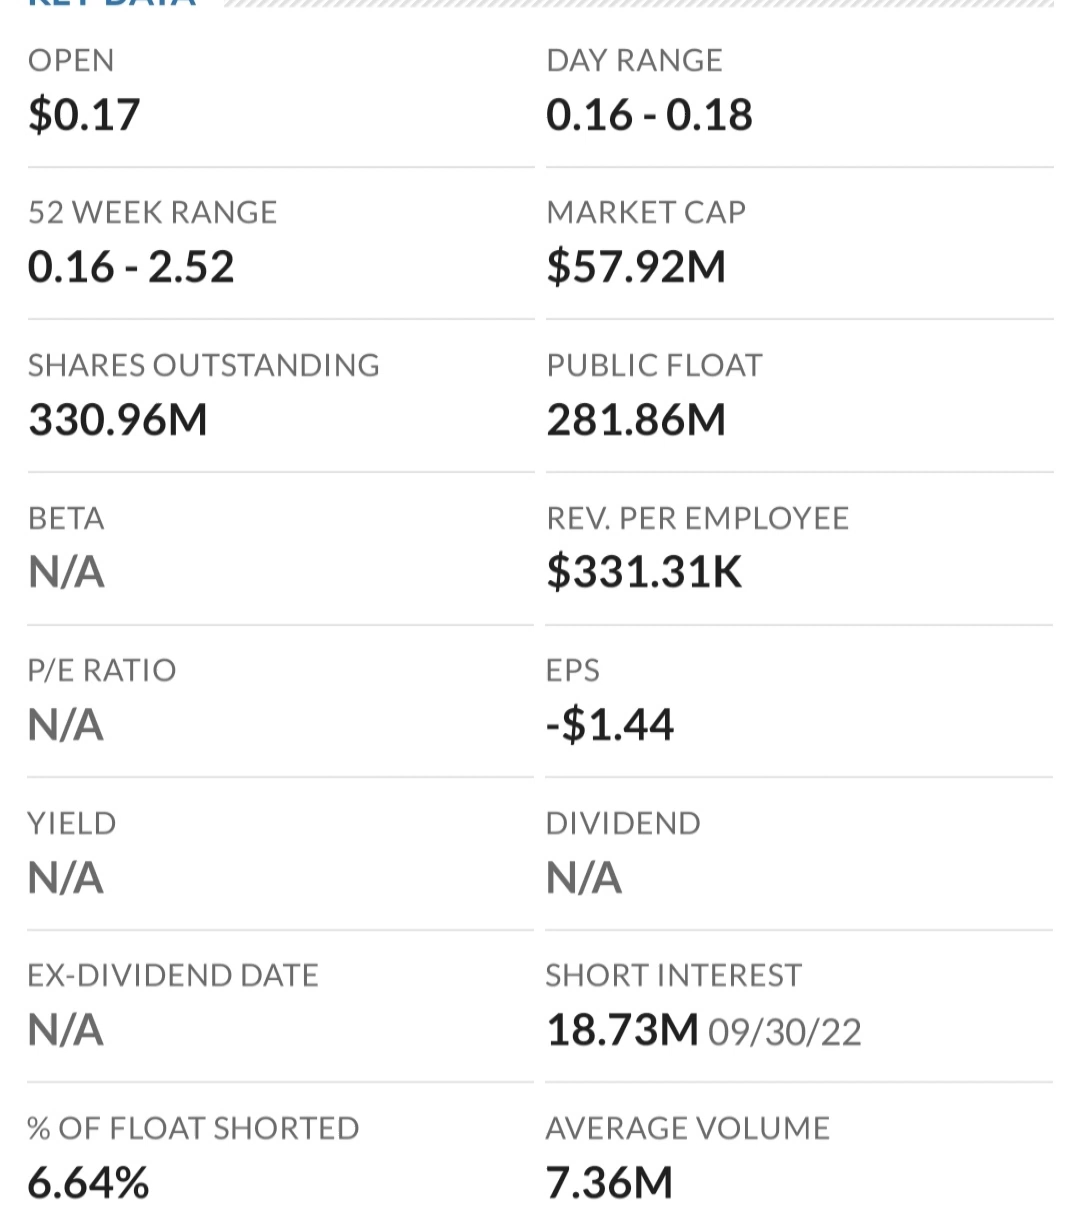 KEY DATA
OPEN
$0.17
DAY RANGE
0.16 - 0.18
52 WEEK RANGE
0.16 - 2.52
MARKET CAP
$57.92M
SHARES OUTSTANDING
330.96M
PUBLIC FLOAT
281.86M
BETA
N/A
REV. PER EMPLOYEE
$331.31K
P/E RATIO
N/A
EPS
-$1.44
YIELD
N/A
DIVIDEND
N/A
EX-DIVIDEND DATE
N/A
SHORT INTEREST
18.73M 09/30/22
% OF FLOAT SHORTED
6.64%
AVERAGE VOLUME
7.36M